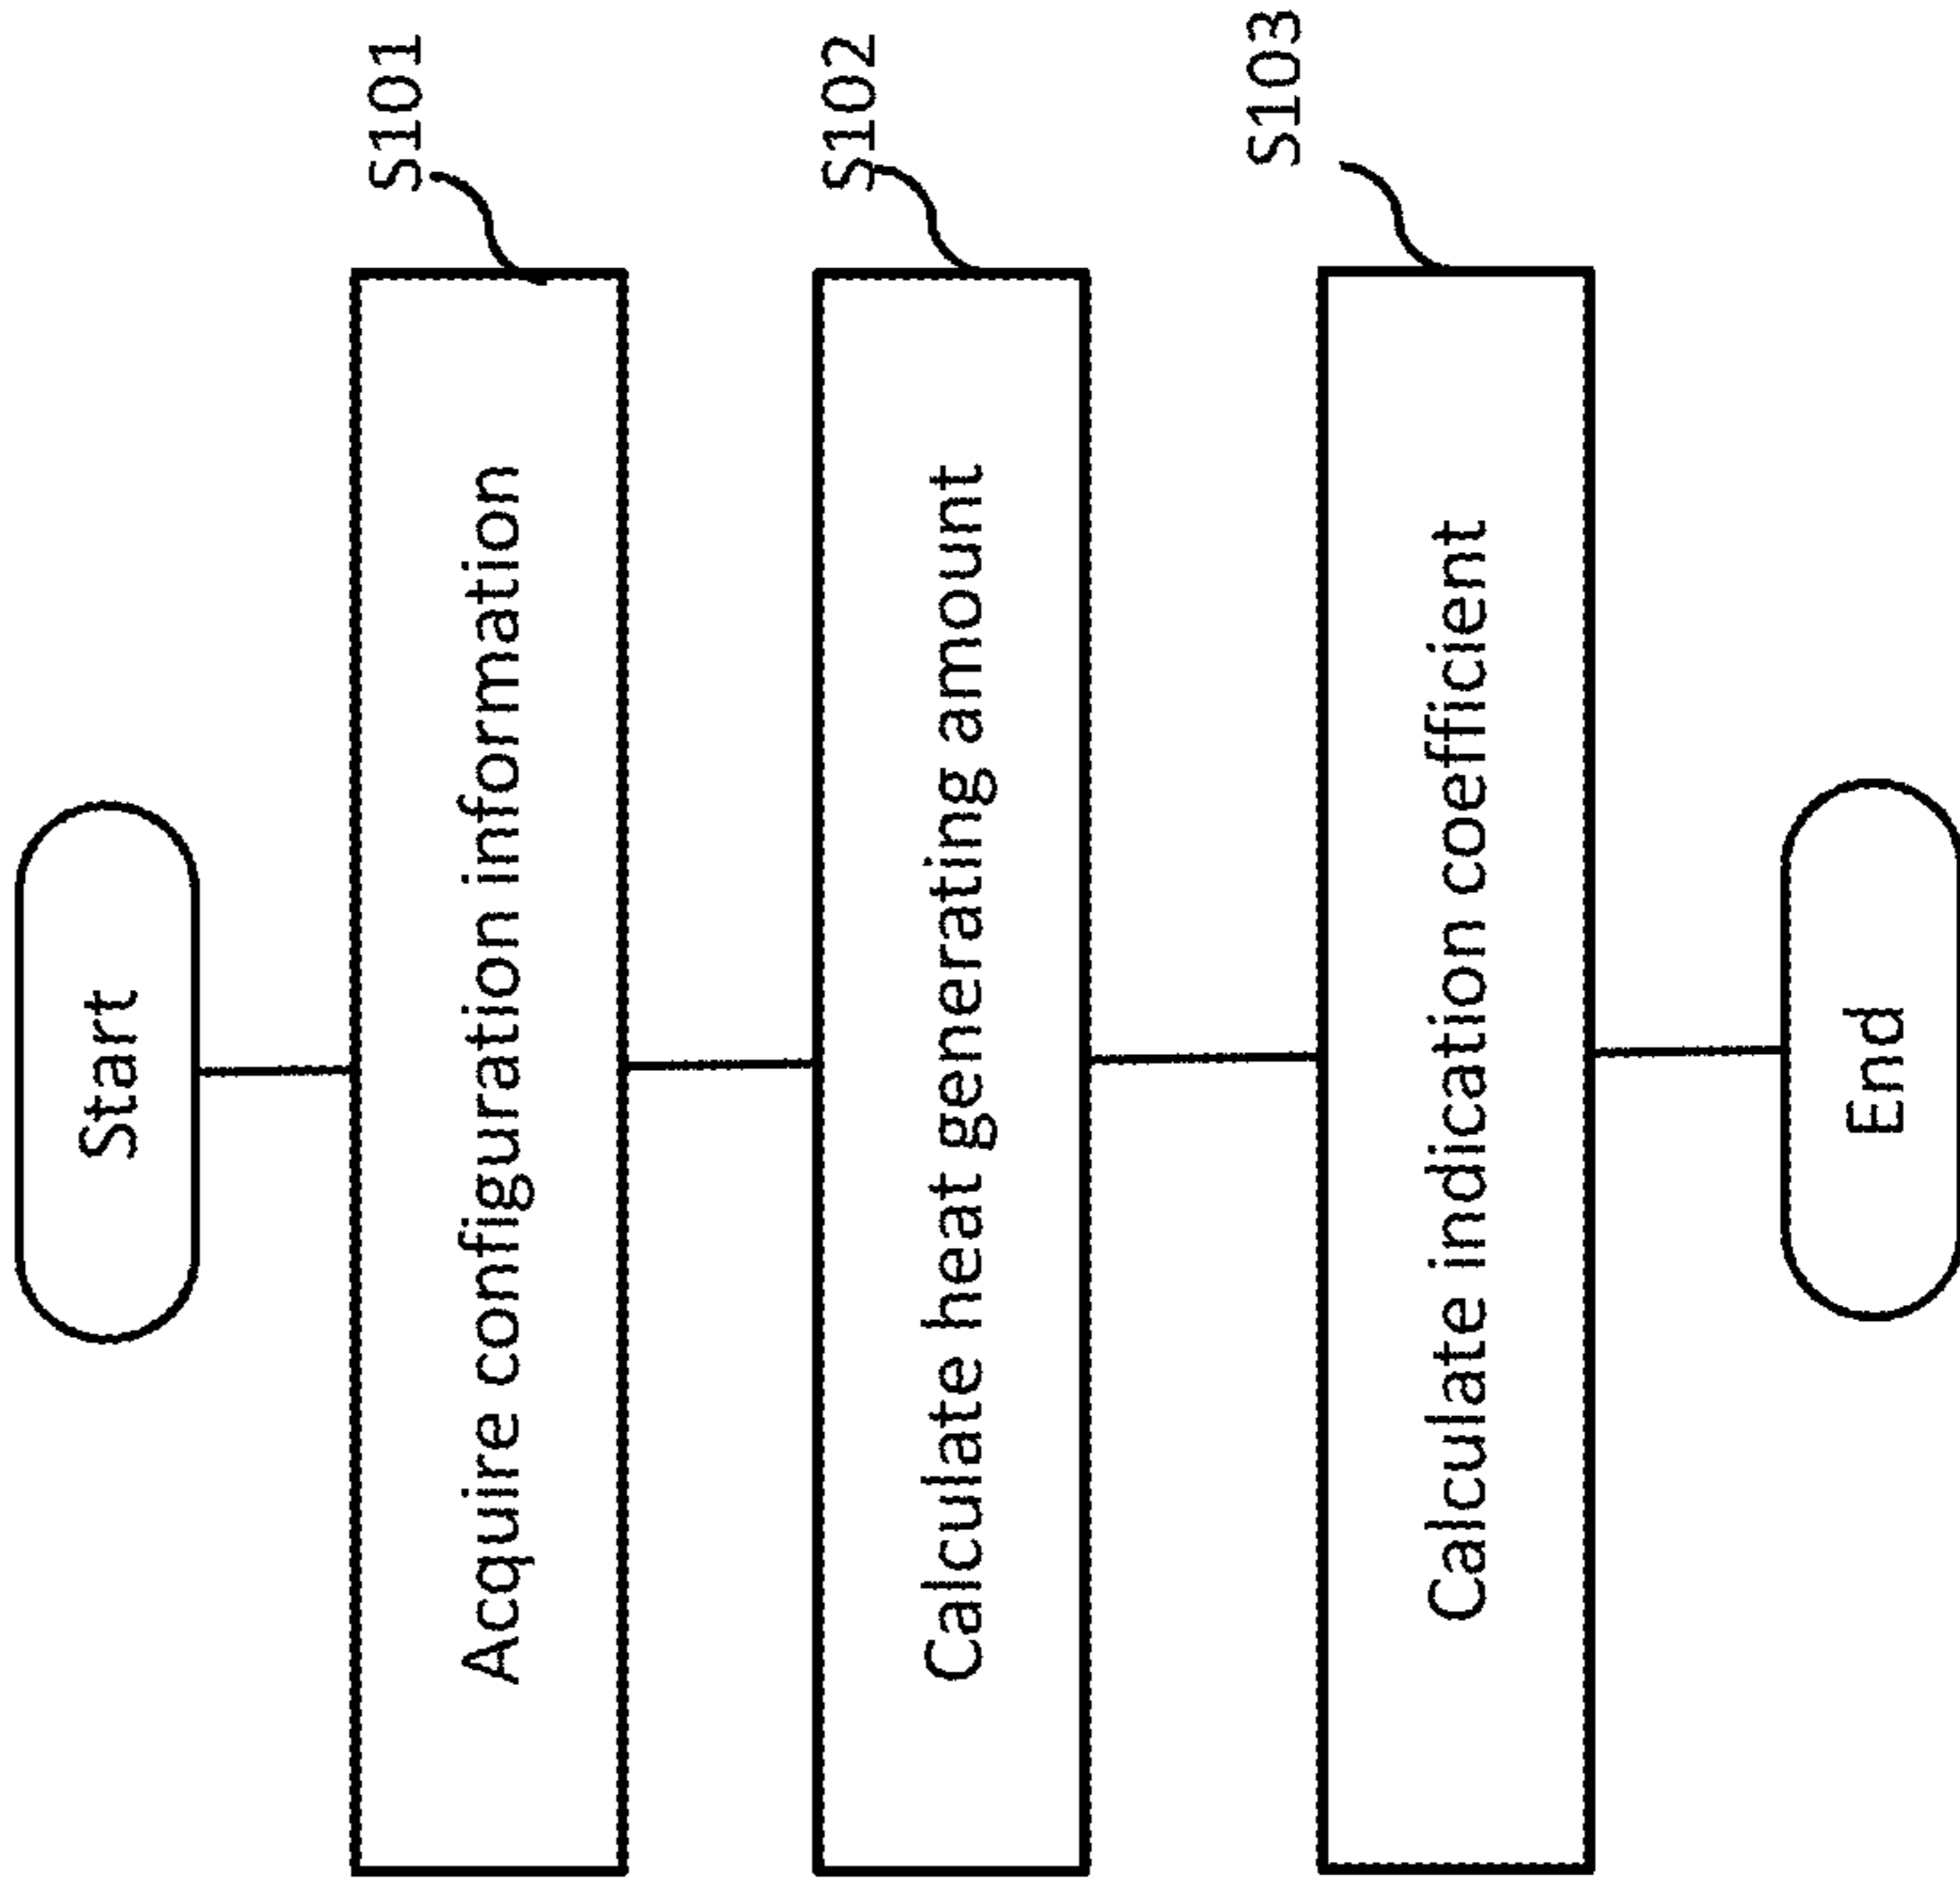 Start
S101
Acquire configuration information
S102
Calculate heat generating amount
S103
Calculate indication coefficient
End